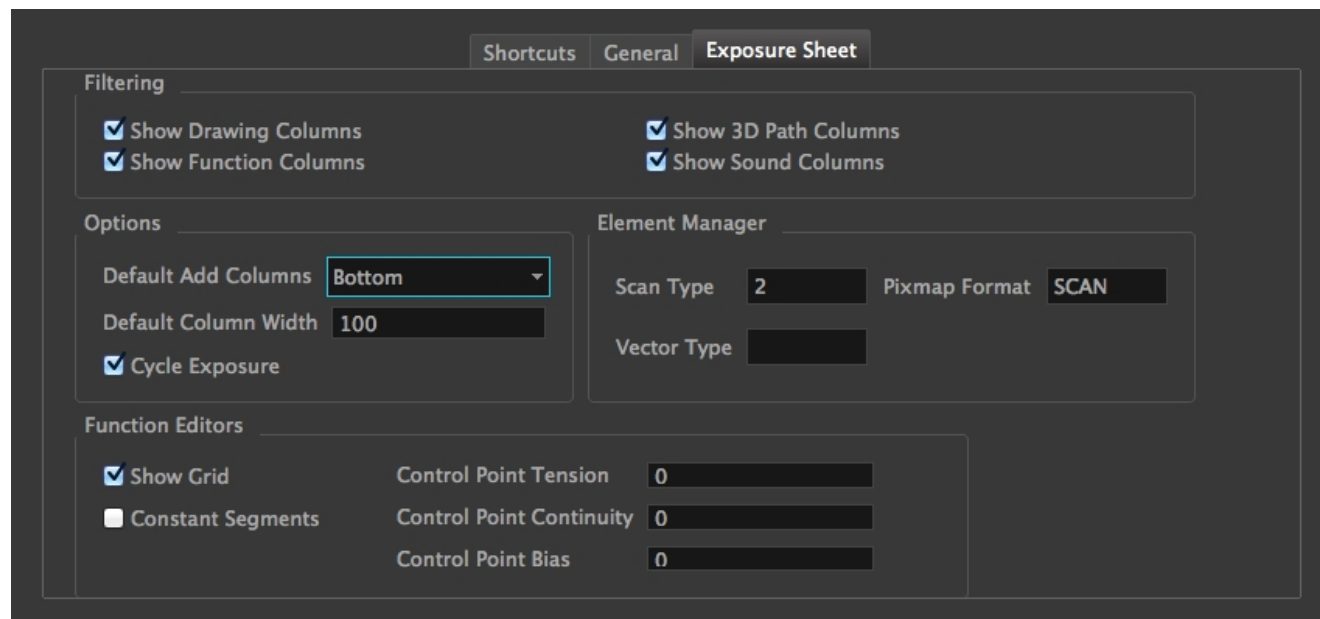 Shortcuts General Exposure Sheet
Filtering
Show Drawing Columns Show 3D Path Columns
Show Function Columns Show Sound Columns
Options Element Manager
Default Add Columns Bottom
Scan Type 2 Pixmap Format SCAN
Default Column Width 100
Vector Type
Cycle Exposure
Function Editors
Show Grid Control Point Tension 0
Constant Segments Control Point Continuity 0
Control Point Bias 0